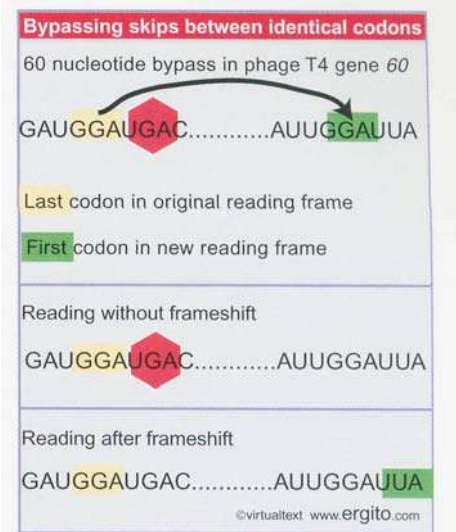 Bypassing skips between identical codons
60 nucleotide bypass in phage T4 gene 60
GAUGGAUGAC............AUUGGAUUA
Last codon in original reading frame
First codon in new reading frame
Reading without frameshift
GAUGGAUGAC............AUUGGAUUA
Reading after frameshift
GAUGGAUGAC............AUUGGAUUA
©virtualtext www.ergito.com